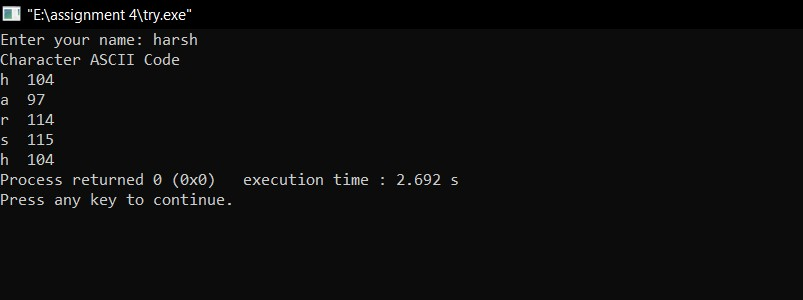 "E:\assignment 4\try.exe"
Enter your name: harsh
Character ASCII Code
h  104
a  97
r  114
s  115
h  104
Process returned 0 (0x0)   execution time : 2.692 s
Press any key to continue.